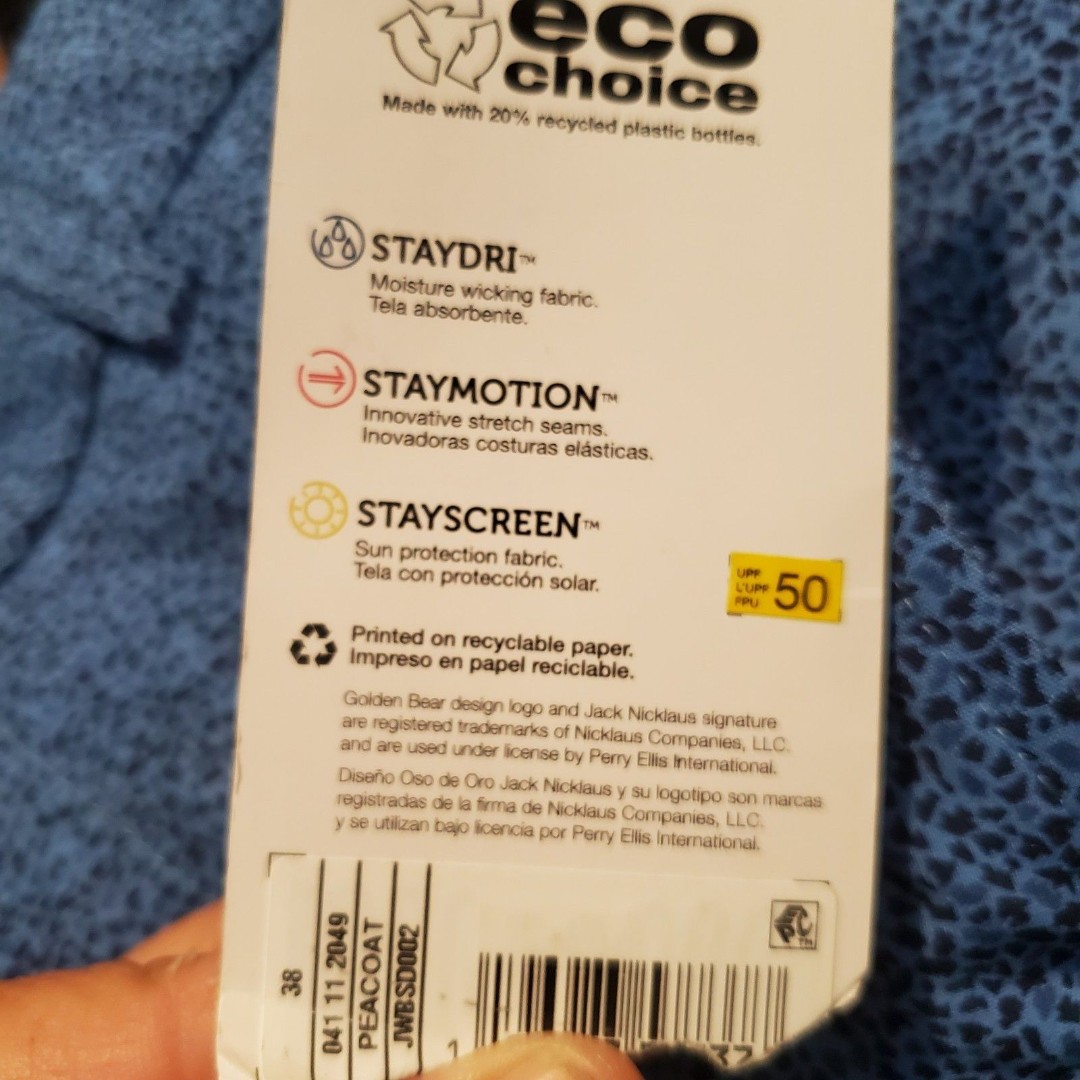 eco
choice
Made with 20% recycled plastic bottles.
STAYDRI™
Moisture wicking fabric.
Tela absorbente.
STAYMOTION™
Innovative stretch seams.
Inovadoras costuras elásticas.
STAYSCREEN™
Sun protection fabric.
Tela con protección solar.
UPF
L'UPF
FPU
50
Printed on recyclable paper.
Impreso en papel reciclable.
Golden Bear design logo and Jack Nicklaus signature
are registered trademarks of Nicklaus Companies, LLC.
and are used under license by Perry Ellis International.
Diseño Oso de Oro Jack Nicklaus y su logotipo son marcas
registradas de la firma de Nicklaus Companies, LLC.
y se utilizan bajo licencia por Perry Ellis International.
38
041 11 2049
PEACOAT
JWBSD002
TM
1